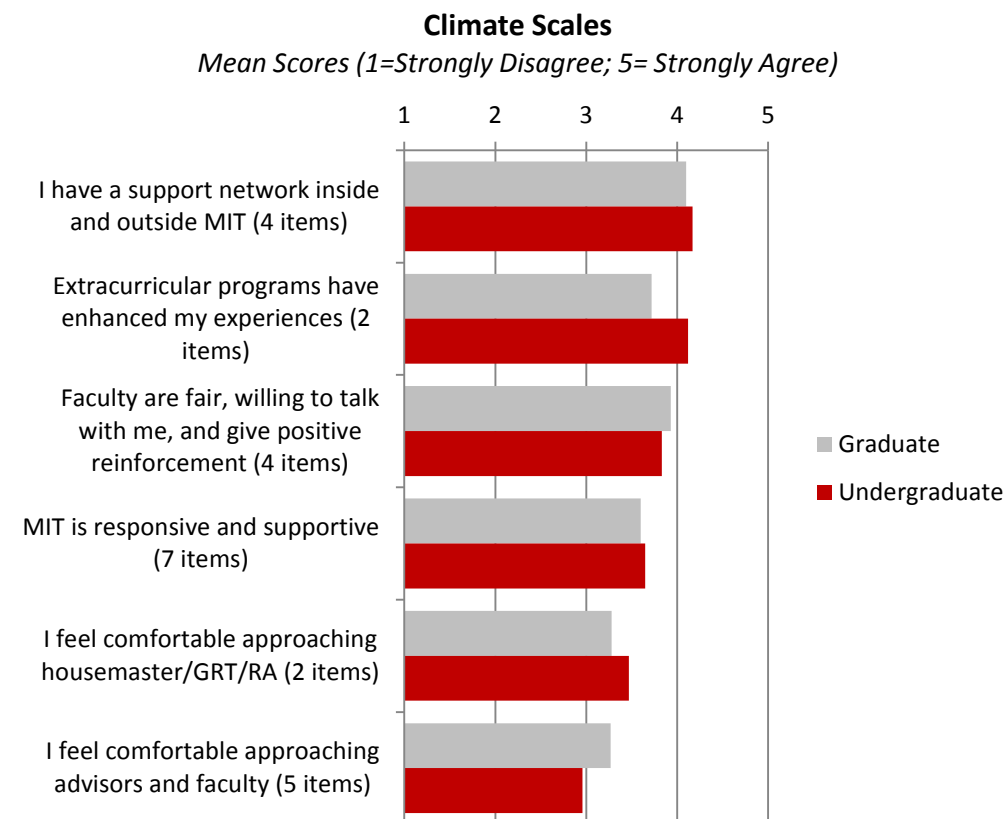 Climate Scales
Mean Scores (1=Strongly Disagree; 5= Strongly Agree)
1 2 3 4 5
I have a support network inside
and outside MIT (4 items)
Extracurricular programs have
enhanced my experiences (2
items)
Faculty are fair, willing to talk
with me, and give positive
reinforcement (4 items)
MIT is responsive and supportive
(7 items)
I feel comfortable approaching
housemaster/GRT/RA (2 items)
I feel comfortable approaching
advisors and faculty (5 items)
Graduate
Undergraduate